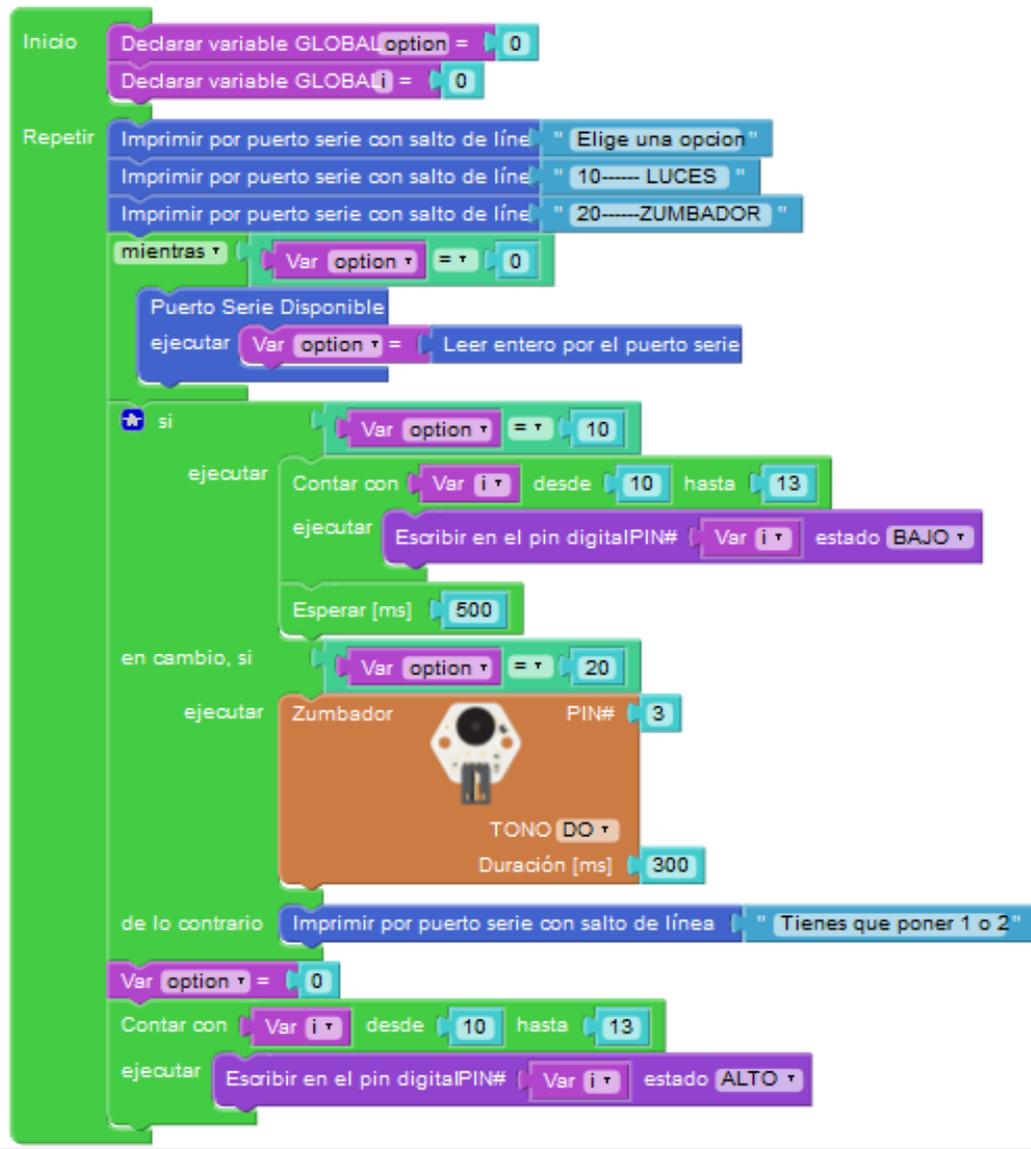 Inicio Declarar variable GLOBAL option = 0
Declarar variable GLOBAL i = 0
Repetir Imprimir por puerto serie con salto de líne " Elige una opcion "
Imprimir por puerto serie con salto de líne " 10------ LUCES "
Imprimir por puerto serie con salto de líne " 20------ZUMBADOR "
mientras Var option = 0
Puerto Serie Disponible
ejecutar Var option = Leer entero por el puerto serie
si Var option = 10
ejecutar Contar con Var i desde 10 hasta 13
ejecutar Escribir en el pin digitalPIN# Var i estado BAJO
Esperar [ms] 500
en cambio, si Var option = 20
ejecutar Zumbador PIN# 3
TONO DO
Duración [ms] 300
de lo contrario Imprimir por puerto serie con salto de línea " Tienes que poner 1 o 2 "
Var option = 0
Contar con Var i desde 10 hasta 13
ejecutar Escribir en el pin digitalPIN# Var i estado ALTO